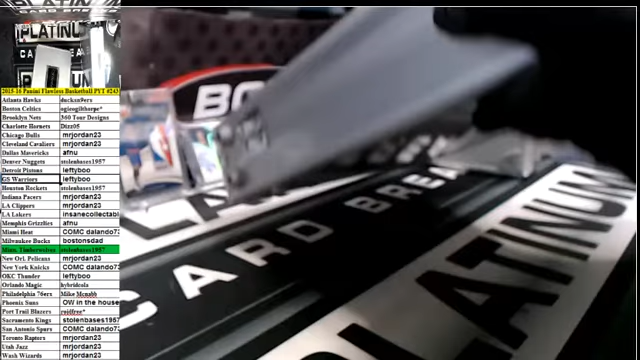 PLATINUM
CARD BREA
2015-16 Panini Flawless Basketball PYT #243
Atlanta Hawks ducksn9ers
Boston Celtics ogieogilthorpe*
Brooklyn Nets 360 Tour Designs
Charlotte Hornets Dizz05
Chicago Bulls mrjordan23
Cleveland Cavaliers mrjordan23
Dallas Mavericks afnu
Denver Nuggets stolenbases1957
Detroit Pistons leftyboo
GS Warriors leftyboo
Houston Rockets stolenbases1957
Indiana Pacers mrjordan23
LA Clippers mrjordan23
LA Lakers insanecollectabl
Memphis Grizzlies afnu
Miami Heat COMC dalando73
Milwaukee Bucks bostonsdad
Minn. Timberwolves stolenbases1957
New Orl. Pelicans mrjordan23
New York Knicks COMC dalando73
OKC Thunder leftyboo
Orlando Magic hybridcola
Philadelphia 76ers Mike Mcnabb
Phoenix Suns OW in the house
Port Trail Blazers
Sacramento Kings stolenbases1957
San Antonio Spurs COMC dalando73
Toronto Raptors mrjordan23
Utah Jazz mrjordan23
Wash Wizards mrjordan23
BO
CARD BREA
PLATINUM